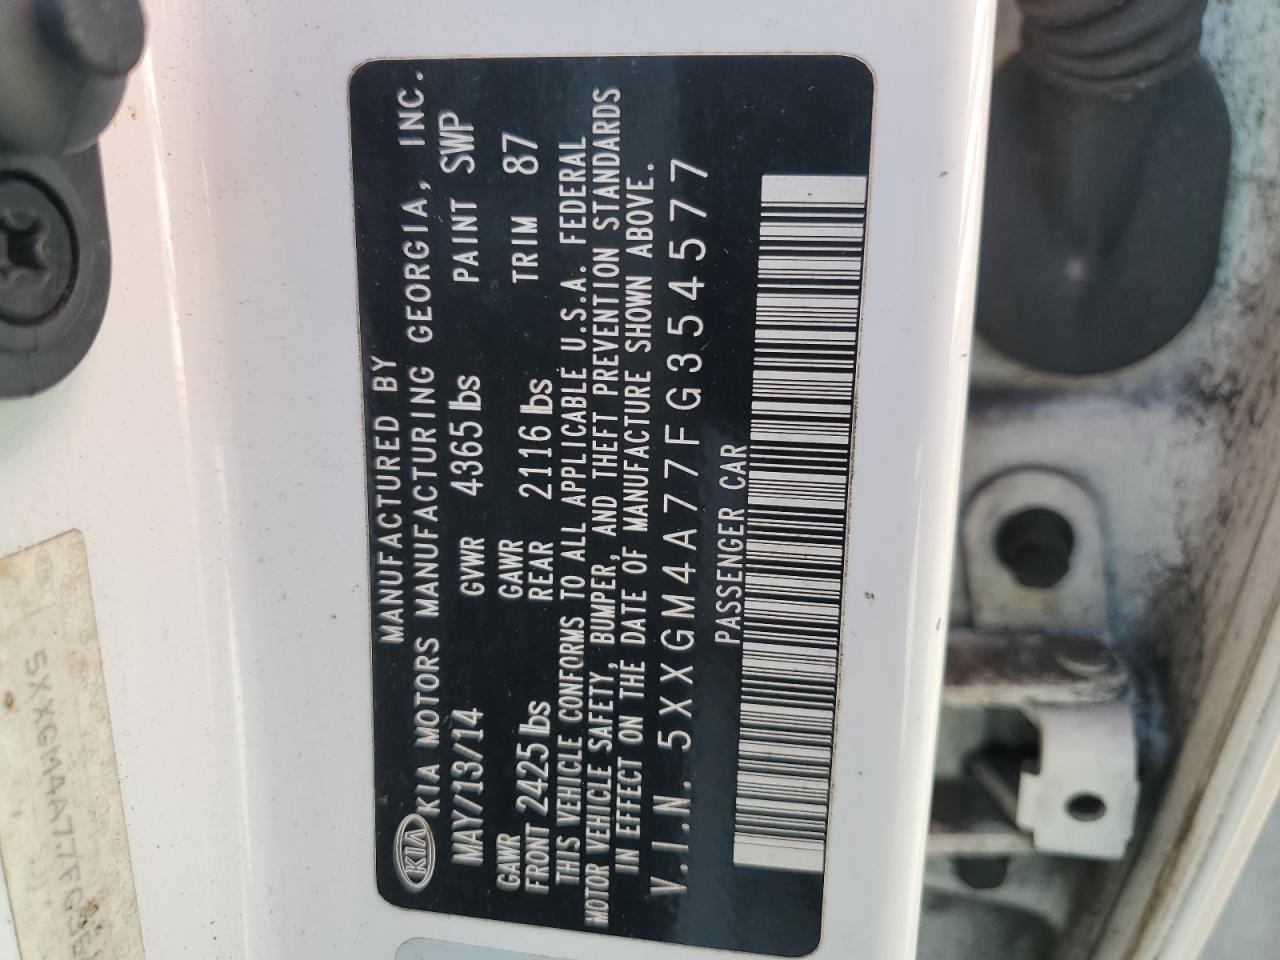 KIA
MANUFACTURED BY
KIA MOTORS MANUFACTURING GEORGIA, INC.
MAY/13/14 GVWR 4365 lbs PAINT SWP
GAWR FRONT 2425 lbs GAWR REAR 2116 lbs TRIM 87
THIS VEHICLE CONFORMS TO ALL APPLICABLE U.S.A. FEDERAL
MOTOR VEHICLE SAFETY, BUMPER, AND THEFT PREVENTION STANDARDS
IN EFFECT ON THE DATE OF MANUFACTURE SHOWN ABOVE.
V.I.N. 5XXGM4A77FG354577
PASSENGER CAR
5XXGM4A77FG35